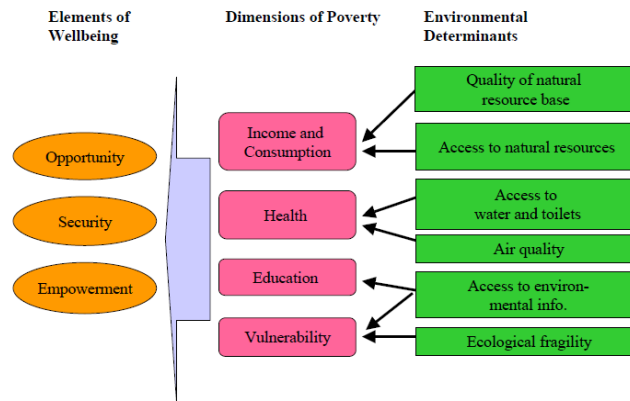 Elements of
Wellbeing
Dimensions of Poverty
Environmental
Determinants
Opportunity
Security
Empowerment
Income and
Consumption
Health
Education
Vulnerability
Quality of natural
resource base
Access to natural resources
Access to
water and toilets
Air quality
Access to environ-
mental info.
Ecological fragility